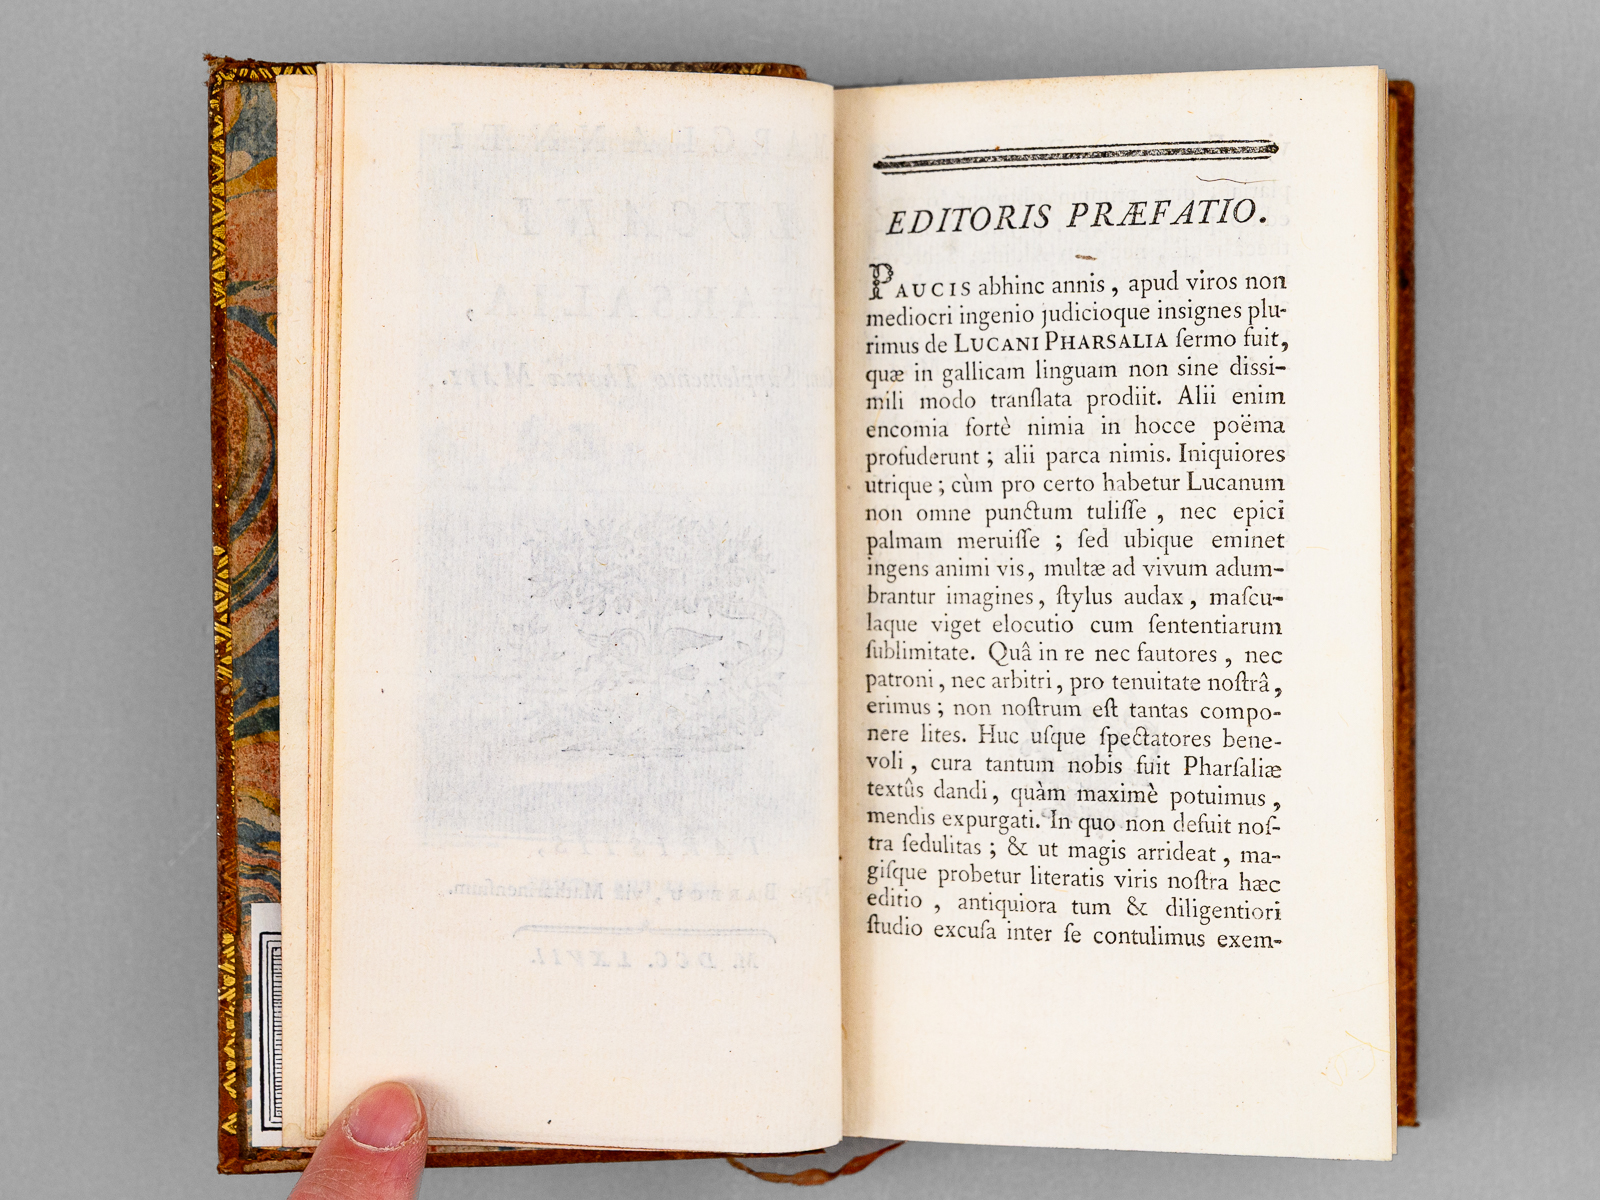 EDITORIS PRÆFATIO.
PAUCIS abhinc annis, apud viros non
mediocri ingenio judicioque insignes plu-
rimus de LUCANI PHARSALIA ſermo fuit,
quæ in gallicam linguam non sine dissi-
mili modo tranſlata prodiit. Alii enim
encomia fortè nimia in hocce poëma
profuderunt; alii parca nimis. Iniquiores
utrique; cùm pro certo habetur Lucanum
non omne punctum tuliſſe, nec epici
palmam meruiſſe; ſed ubique eminet
ingens animi vis, multæ ad vivum adum-
brantur imagines, ſtylus audax, maſcu-
laque viget elocutio cum ſententiarum
ſublimitate. Quâ in re nec fautores, nec
patroni, nec arbitri, pro tenuitate noſtrâ,
erimus; non noſtrum eſt tantas compo-
nere lites. Huc uſque ſpectatores bene-
voli, cura tantum nobis fuit Pharſaliæ
textûs dandi, quàm maximè potuimus,
mendis expurgati. In quo non defuit noſ-
tra ſedulitas; & ut magis arrideat, ma-
giſque probetur literatis viris noſtra hæc
editio, antiquiora tum & diligentiori
ſtudio excuſa inter ſe contulimus exem-